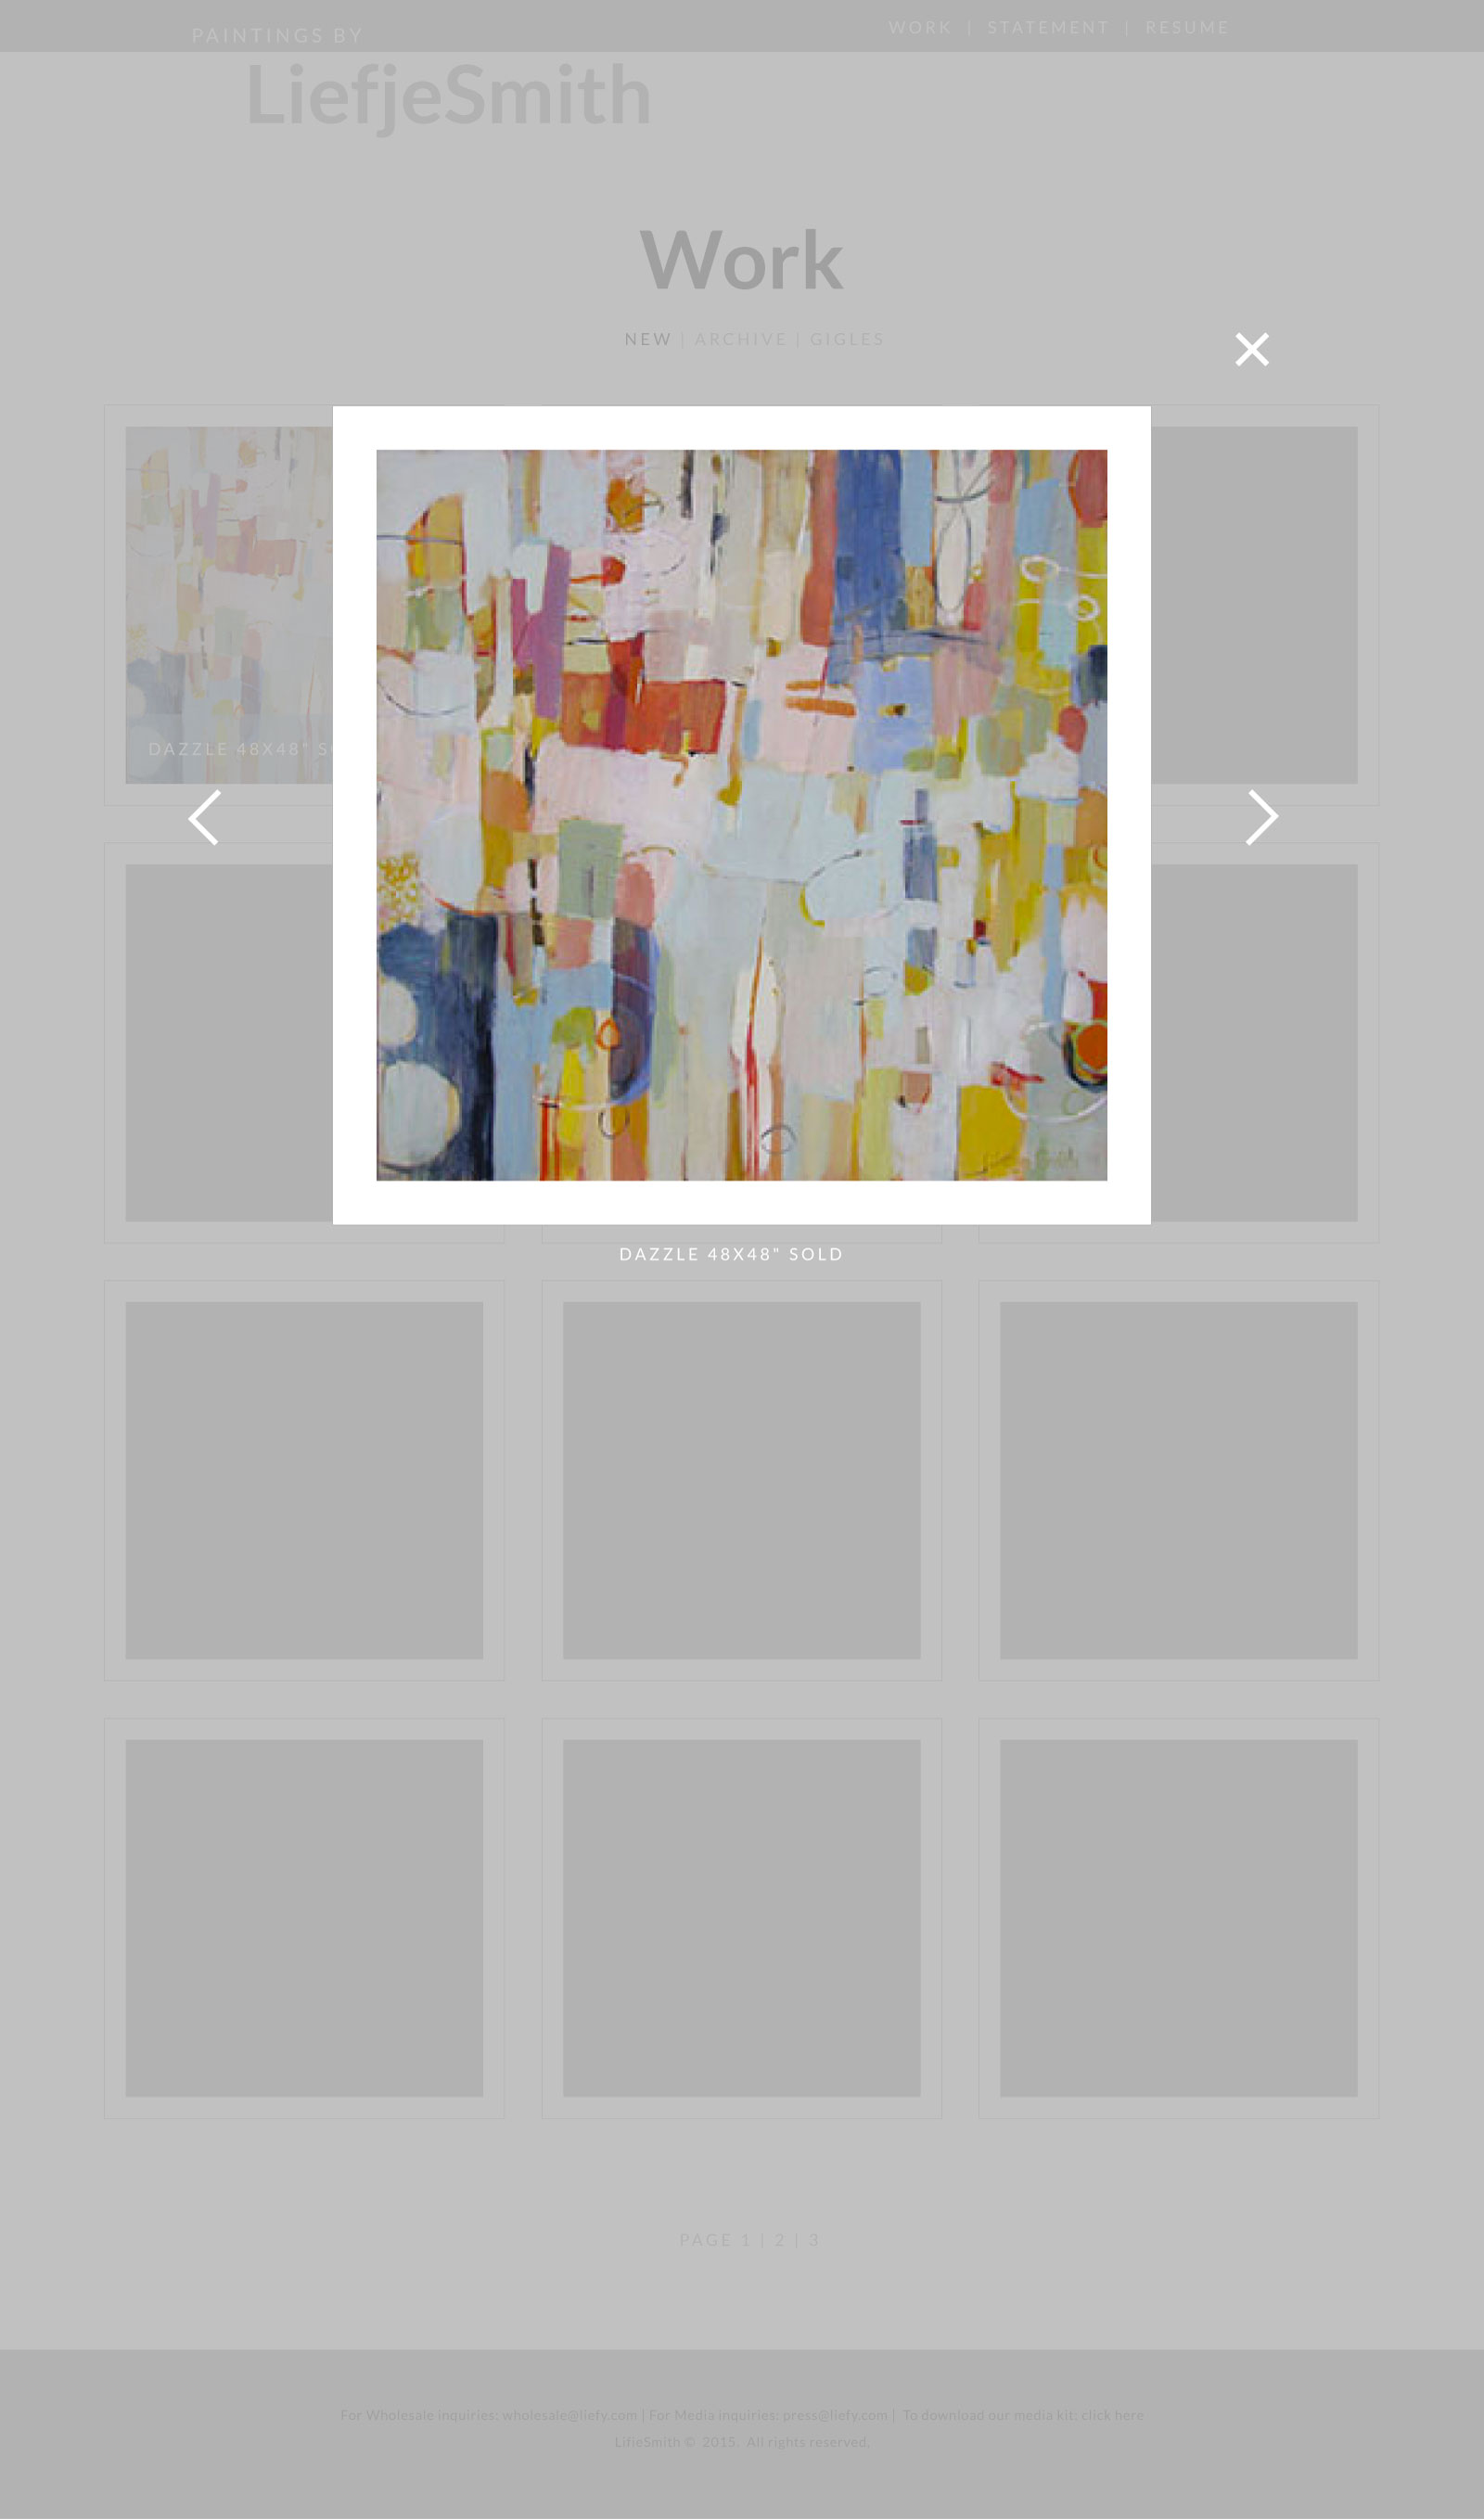 PAINTINGS BY
WORK | STATEMENT | RESUME
LiefjeSmith
Work
NEW | ARCHIVE | GIGLES
DAZZLE 48X48" S
DAZZLE 48X48" SOLD
PAGE 1 | 2 | 3
For Wholesale inquiries: wholesale@liefy.com | For Media inquiries: press@liefy.com | To download our media kit: click here
LifieSmith © 2015. All rights reserved.